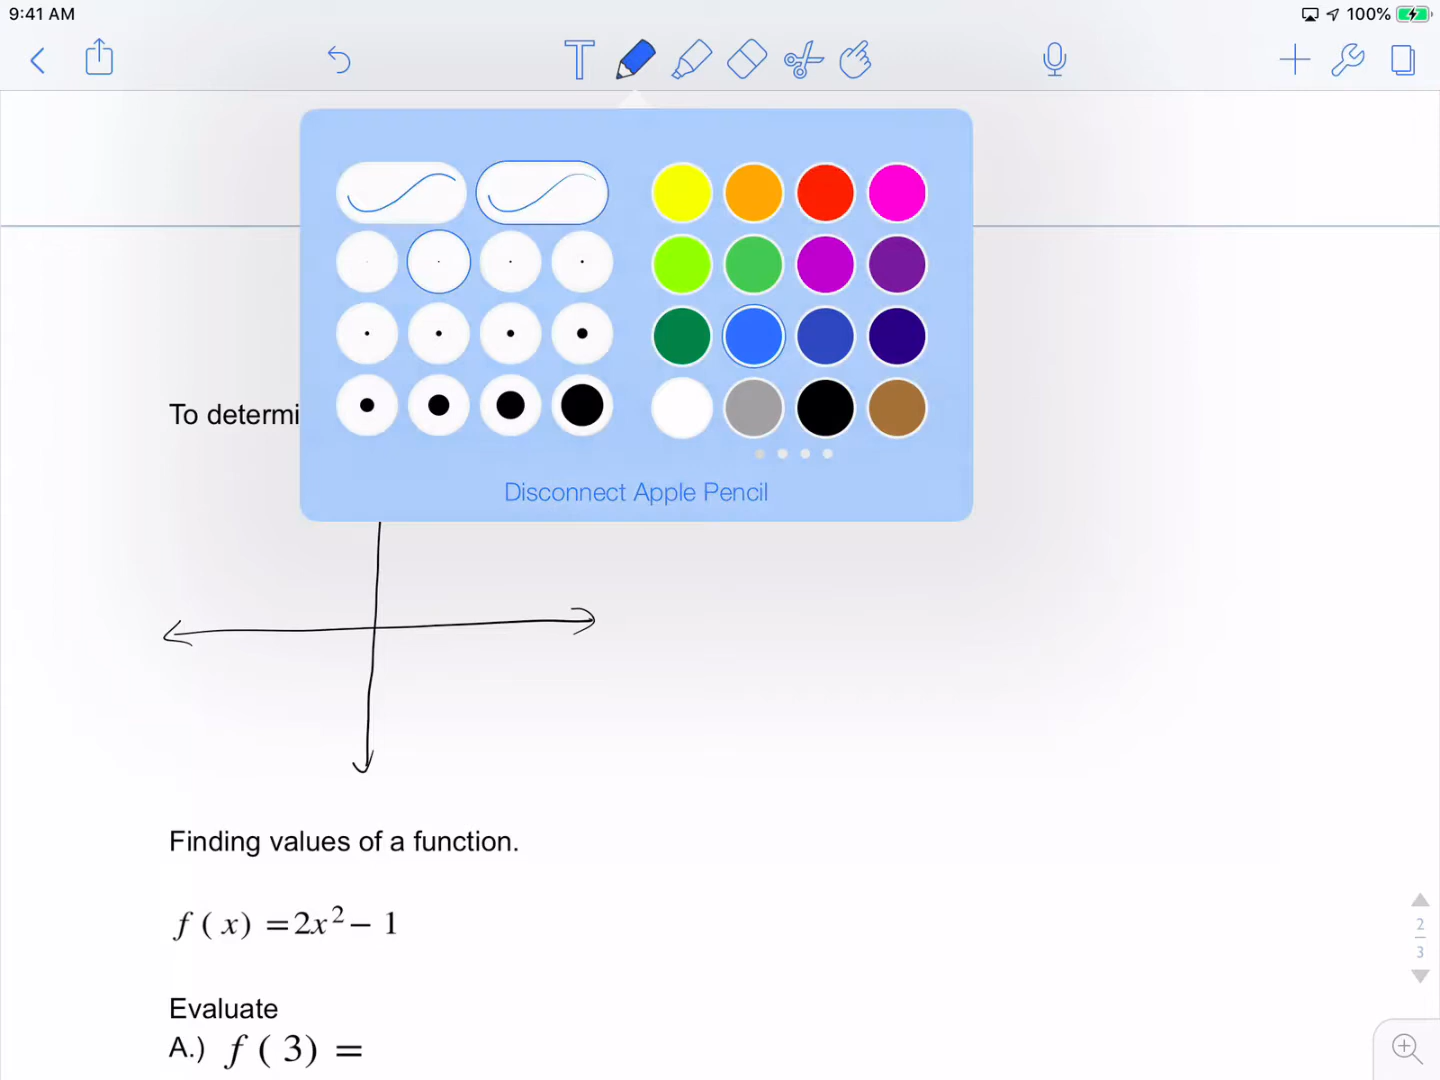 9:41 AM
100%
T
To determi
Disconnect Apple Pencil
Finding values of a function.
f ( x ) = 2x² – 1
2
3
Evaluate
A.) f ( 3 ) =